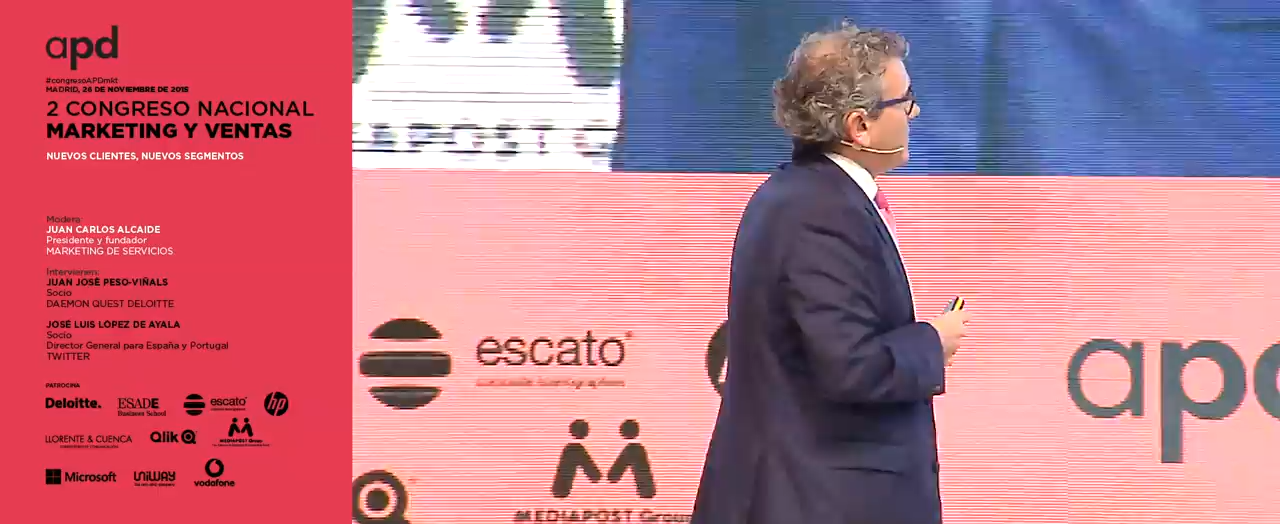 apd
#congresoAPDmkt
MADRID, 26 DE NOVIEMBRE DE 2015
2 CONGRESO NACIONAL
MARKETING Y VENTAS
NUEVOS CLIENTES, NUEVOS SEGMENTOS
Modera:
JUAN CARLOS ALCAIDE
Presidente y fundador
MARKETING DE SERVICIOS
Intervienen:
JUAN JOSÉ PESO-VIÑALS
Socio
DAEMON QUEST DELOITTE
JOSÉ LUIS LÓPEZ DE AYALA
Socio
Director General para España y Portugal
TWITTER
PATROCINA
Deloitte.
ESADE
Business School
escato
hp
LLORENTE & CUENCA
Qlik
MEDIAPOST Group
Microsoft
UNIWAY
vodofone
escato
apd
MEDIAPOST Group